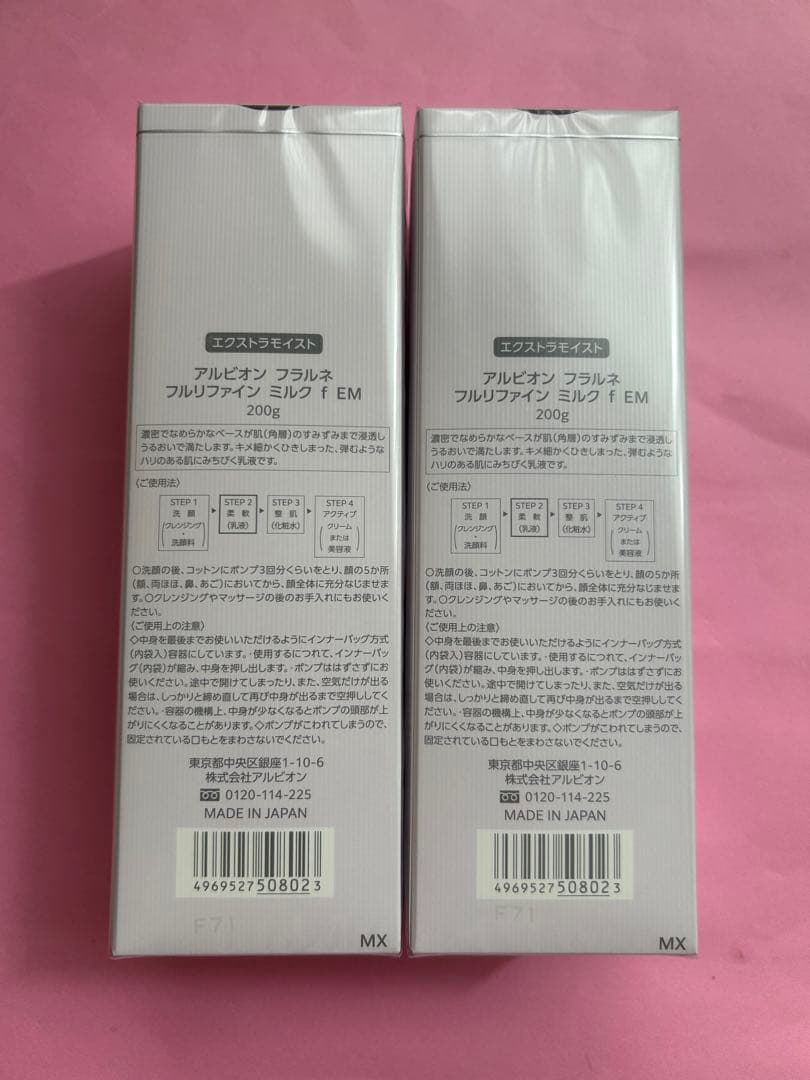 エクストラモイスト
アルビオン フラルネ
フルリファイン ミルク f EM
200g
濃密でなめらかなベースが肌(角層)のすみずみまで浸透し
うるおいで満たします。キメ細かくひきしまった、弾むような
ハリのある肌にみちびく乳液です。
〈ご使用法〉
STEP 1
洗 顔
(クレンジング
・
洗顔料)
▶
STEP 2
柔 軟
(乳液)
▶
STEP 3
整 肌
(化粧水)
▶
STEP 4
アクティブ
(クリーム
または
美容液)
○洗顔の後、コットンにポンプ3回分くらいをとり、顔の5か所
(額、両ほほ、鼻、あご)においてから、顔全体に充分なじませま
す。○クレンジングやマッサージの後のお手入れにもお使いく
ださい。
〈ご使用上の注意〉
◇中身を最後までお使いいただけるようにインナーバッグ方式
(内袋入)容器にしています。・使用するにつれて、インナーバッ
グ(内袋)が縮み、中身を押し出します。・ポンプははずさずにお
使いください。途中で開けてしまったり、また、空気だけが出る
場合は、しっかりと締め直して再び中身が出るまで空押ししてく
ださい。・容器の機構上、中身が少なくなるとポンプの頭部が上
がりにくくなることがあります。◇ポンプがこわれてしまうので、
固定されている口もとをまわさないでください。
東京都中央区銀座1-10-6
株式会社アルビオン
0120-114-225
MADE IN JAPAN
4969527508023
F71
MX
エクストラモイスト
アルビオン フラルネ
フルリファイン ミルク f EM
200g
濃密でなめらかなベースが肌(角層)のすみずみまで浸透し
うるおいで満たします。キメ細かくひきしまった、弾むような
ハリのある肌にみちびく乳液です。
〈ご使用法〉
STEP 1
洗 顔
(クレンジング
・
洗顔料)
▶
STEP 2
柔 軟
(乳液)
▶
STEP 3
整 肌
(化粧水)
▶
STEP 4
アクティブ
(クリーム
または
美容液)
○洗顔の後、コットンにポンプ3回分くらいをとり、顔の5か所
(額、両ほほ、鼻、あご)においてから、顔全体に充分なじませま
す。○クレンジングやマッサージの後のお手入れにもお使いく
ださい。
〈ご使用上の注意〉
◇中身を最後までお使いいただけるようにインナーバッグ方式
(内袋入)容器にしています。・使用するにつれて、インナーバッ
グ(内袋)が縮み、中身を押し出します。・ポンプははずさずにお
使いください。途中で開けてしまったり、また、空気だけが出る
場合は、しっかりと締め直して再び中身が出るまで空押ししてく
ださい。・容器の機構上、中身が少なくなるとポンプの頭部が上
がりにくくなることがあります。◇ポンプがこわれてしまうので、
固定されている口もとをまわさないでください。
東京都中央区銀座1-10-6
株式会社アルビオン
0120-114-225
MADE IN JAPAN
4969527508023
F71
MX